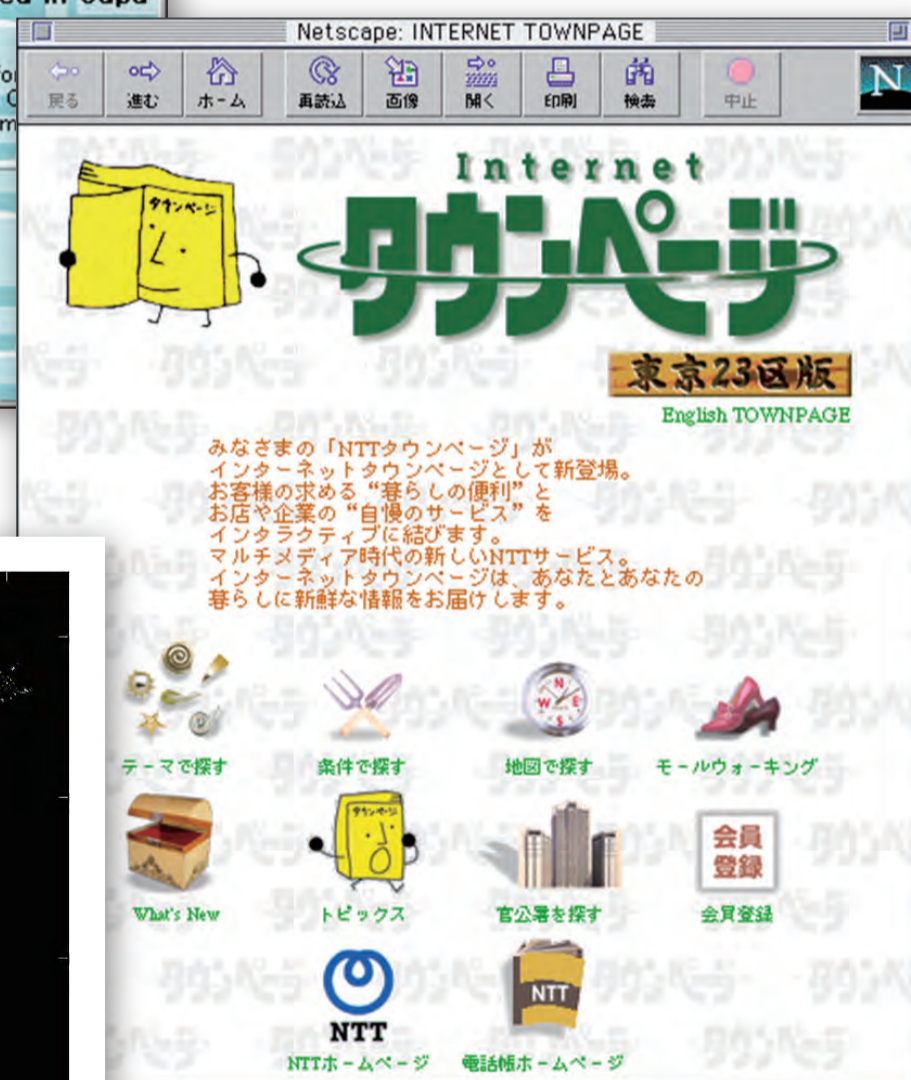 Netscape: INTERNET TOWNPAGE
戻る 進む ホーム 再読込 画像 開く 印刷 検索 中止
N
タウンページ
Internet
タウンページ
東京23区版
English TOWNPAGE
みなさまの「NTTタウンページ」が
インターネットタウンページとして新登場。
お客様の求める“暮らしの便利”と
お店や企業の“自慢のサービス”を
インタラクティブに結びます。
マルチメディア時代の新しいNTTサービス。
インターネットタウンページは、あなたとあなたの
暮らしに新鮮な情報をお届けします。
N
W E
S
テーマで探す 条件で探す 地図で探す モールウォーキング
タウンページ
会員
登録
What's New トピックス 官公署を探す 会員登録
NTT
NTT
NTTホームページ 電話帳ホームページ